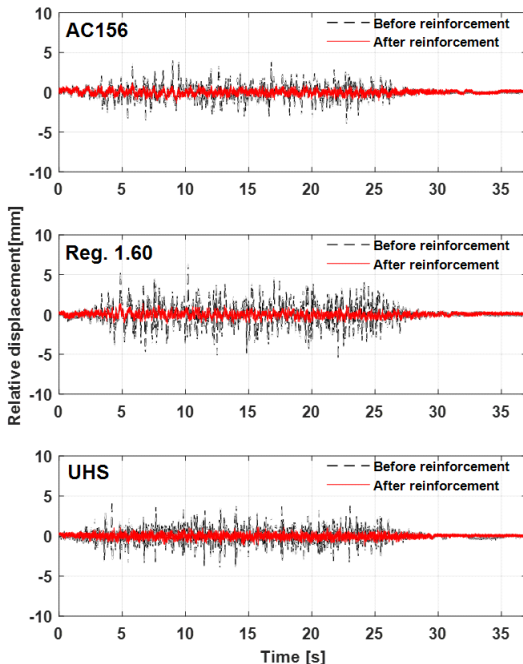 Relative displacement[mm]
AC156
Before reinforcement
After reinforcement
10
5
0
-5
-10
0 5 10 15 20 25 30 35
Reg. 1.60
Before reinforcement
After reinforcement
10
5
0
-5
-10
0 5 10 15 20 25 30 35
UHS
Before reinforcement
After reinforcement
10
5
0
-5
-10
0 5 10 15 20 25 30 35
Time [s]